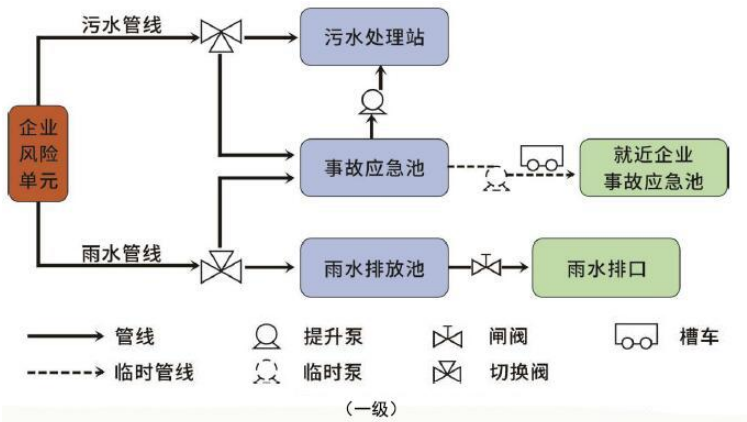 污水管线
污水处理站
企业
风险
单元
事故应急池
就近企业
事故应急池
雨水管线
雨水排放池
雨水排口
管线
提升泵
闸阀
槽车
临时管线
临时泵
切换阀
（一级）